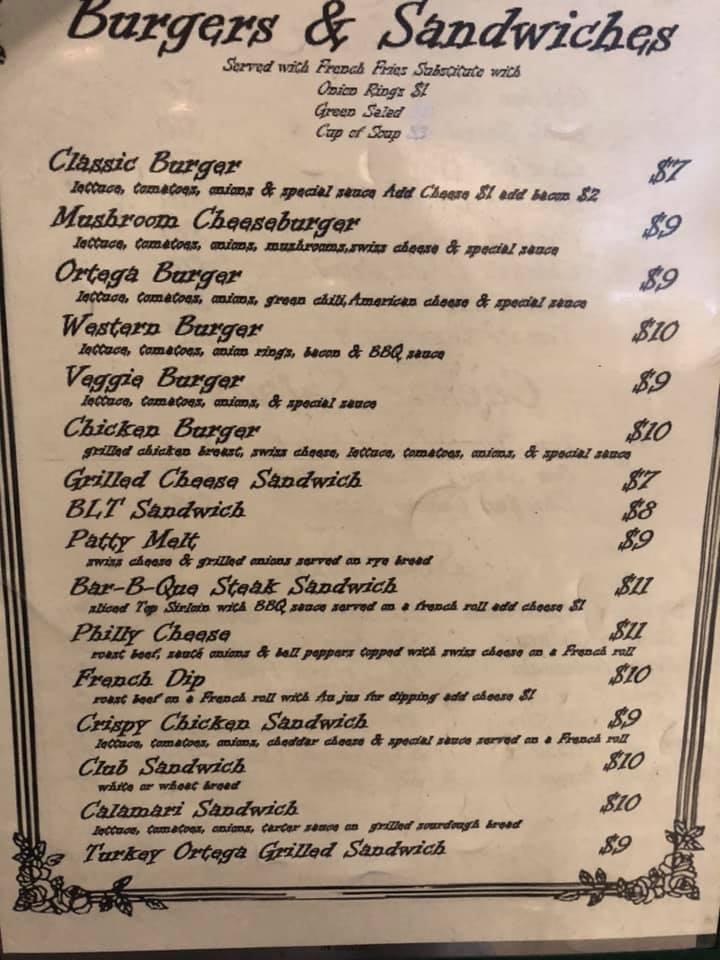 Burgers & Sandwiches
Served with French Fries Substitute with
Onion Rings $1
Green Salad
Cup of Soup
Classic Burger $7
lettuce, tomatoes, onions & special sauce Add Cheese $1 add bacon $2
Mushroom Cheeseburger $9
lettuce, tomatoes, onions, mushrooms,swiss cheese & special sauce
Ortega Burger $9
lettuce, tomatoes, onions, green chili,American cheese & special sauce
Western Burger $10
lettuce, tomatoes, onion rings, bacon & BBQ sauce
Veggie Burger $9
lettuce, tomatoes, onions, & special sauce
Chicken Burger $10
grilled chicken breast, swiss cheese, lettuce, tomatoes, onions, & special sauce
Grilled Cheese Sandwich $7
BLT Sandwich $8
Patty Melt $9
swiss cheese & grilled onions served on rye bread
Bar-B-Que Steak Sandwich $11
sliced Top Sirloin with BBQ sauce served on a french roll add cheese $1
Philly Cheese $11
roast beef, sauté onions & bell peppers topped with swiss cheese on a French roll
French Dip $10
roast beef on a French roll with Au jus for dipping add cheese $1
Crispy Chicken Sandwich $9
lettuce, tomatoes, onions, cheddar cheese & special sauce served on a French roll
Club Sandwich $10
white or wheat bread
Calamari Sandwich $10
lettuce, tomatoes, onions, tarter sauce on grilled sourdough bread
Turkey Ortega Grilled Sandwich $9